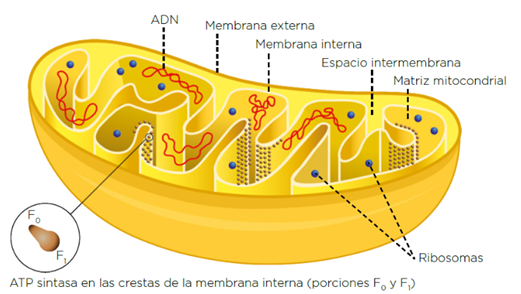 ADN
Membrana externa
Membrana interna
Espacio intermembrana
Matriz mitocondrial
F₀
F₁
Ribosomas
ATP sintasa en las crestas de la membrana interna (porciones F₀ y F₁)